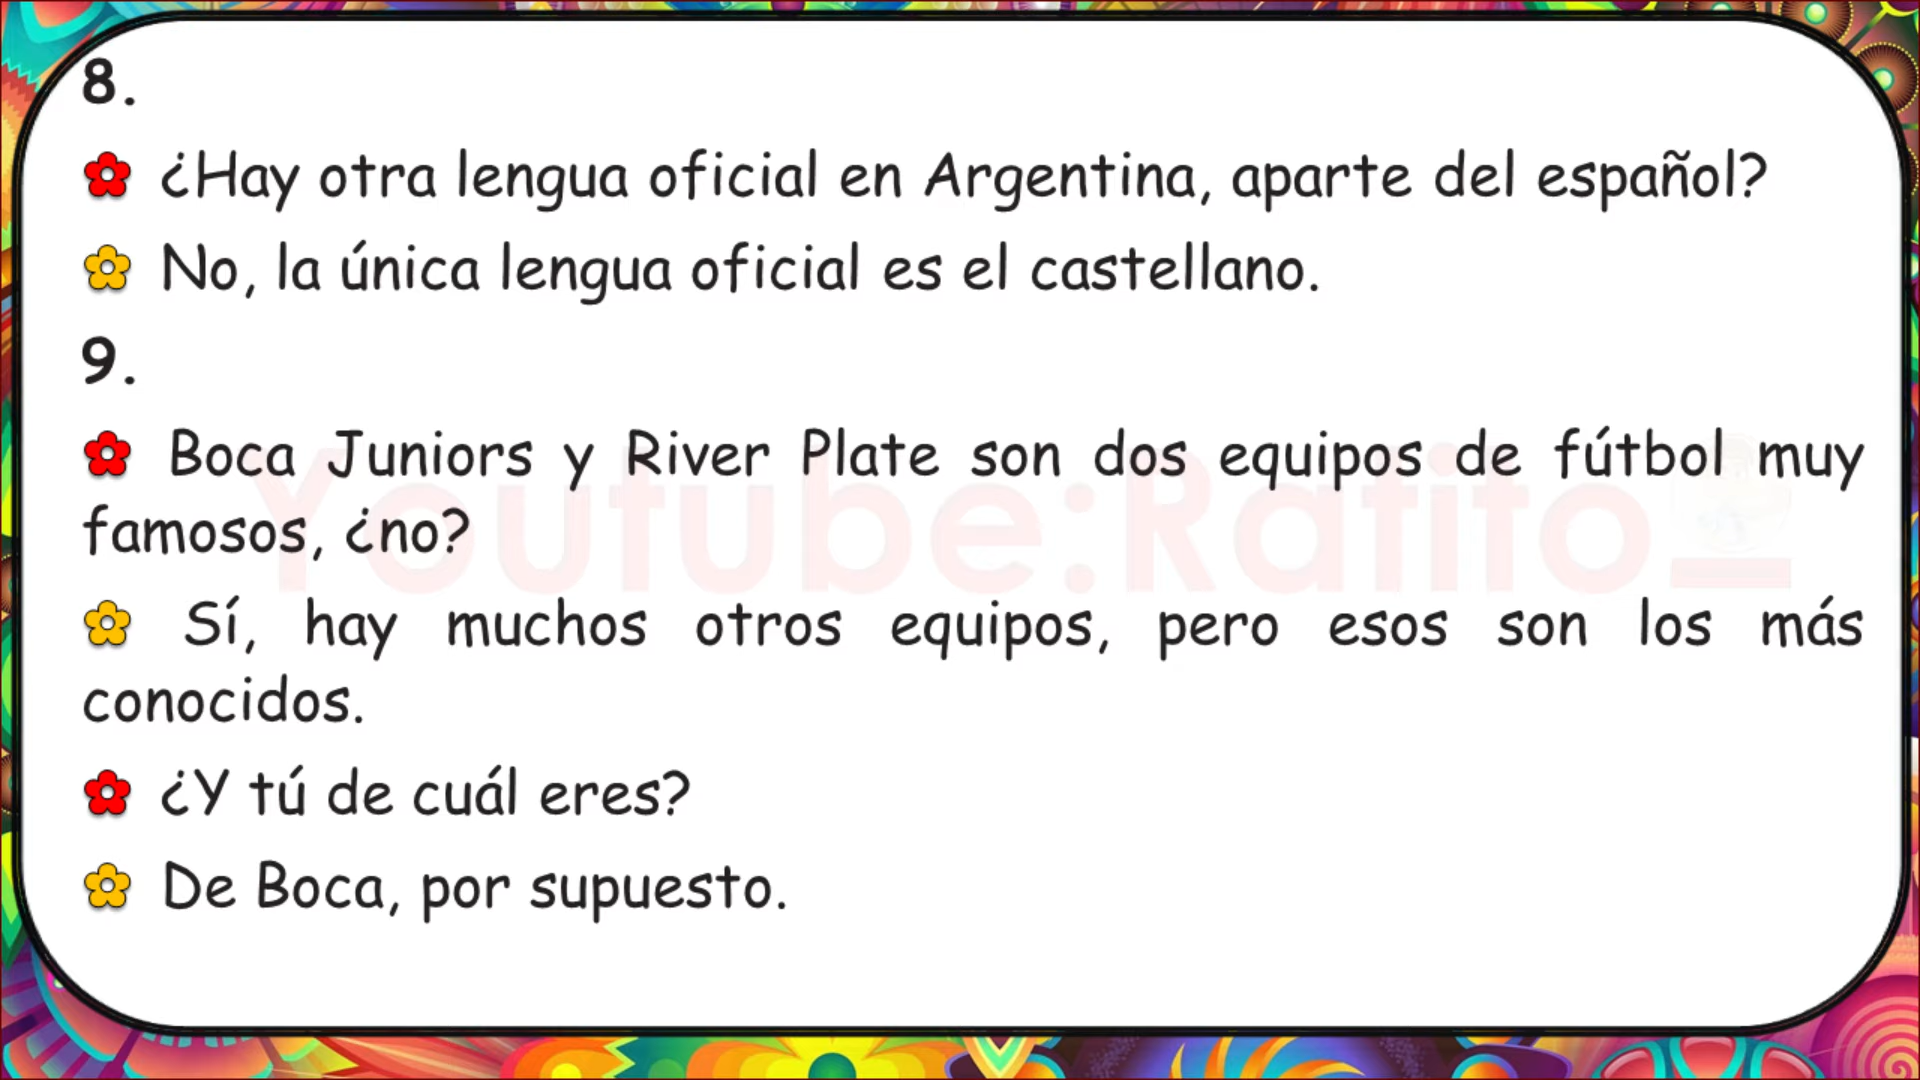 8.
¿Hay otra lengua oficial en Argentina, aparte del español?
No, la única lengua oficial es el castellano.
9.
Boca Juniors y River Plate son dos equipos de fútbol muy
famosos, ¿no?
Youtube:Rafito_
Sí, hay muchos otros equipos, pero esos son los más
conocidos.
¿Y tú de cuál eres?
De Boca, por supuesto.